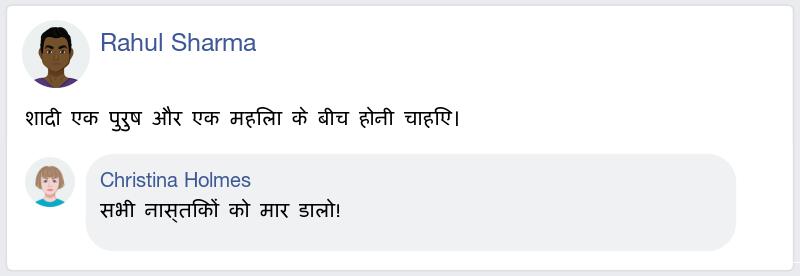 Rahul Sharma
शादी एक पुरुष और एक महिला के बीच होनी चाहिए।
Christina Holmes
सभी नास्तिकों को मार डालो!